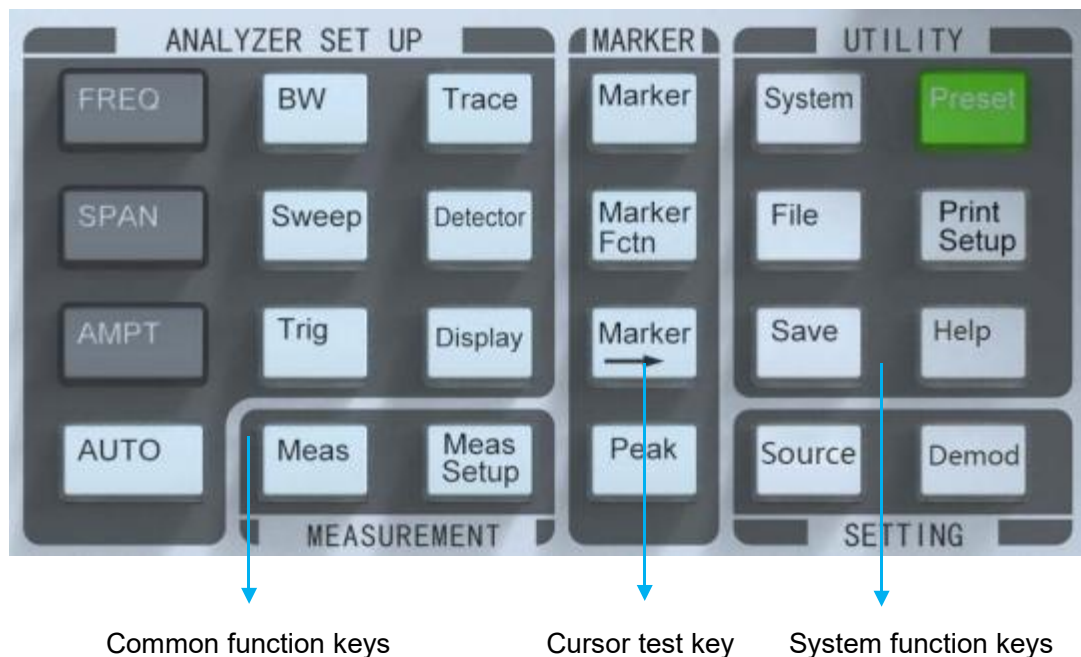 ANALYZER SET UP
MARKER
UTILITY
FREQ
BW
Trace
Marker
System
Preset
SPAN
Sweep
Detector
Marker
Fctn
File
Print
Setup
AMPT
Trig
Display
Marker
Save
Help
AUTO
Meas
Meas
Setup
Peak
Source
Demod
MEASUREMENT
SETTING
Common function keys
Cursor test key
System function keys